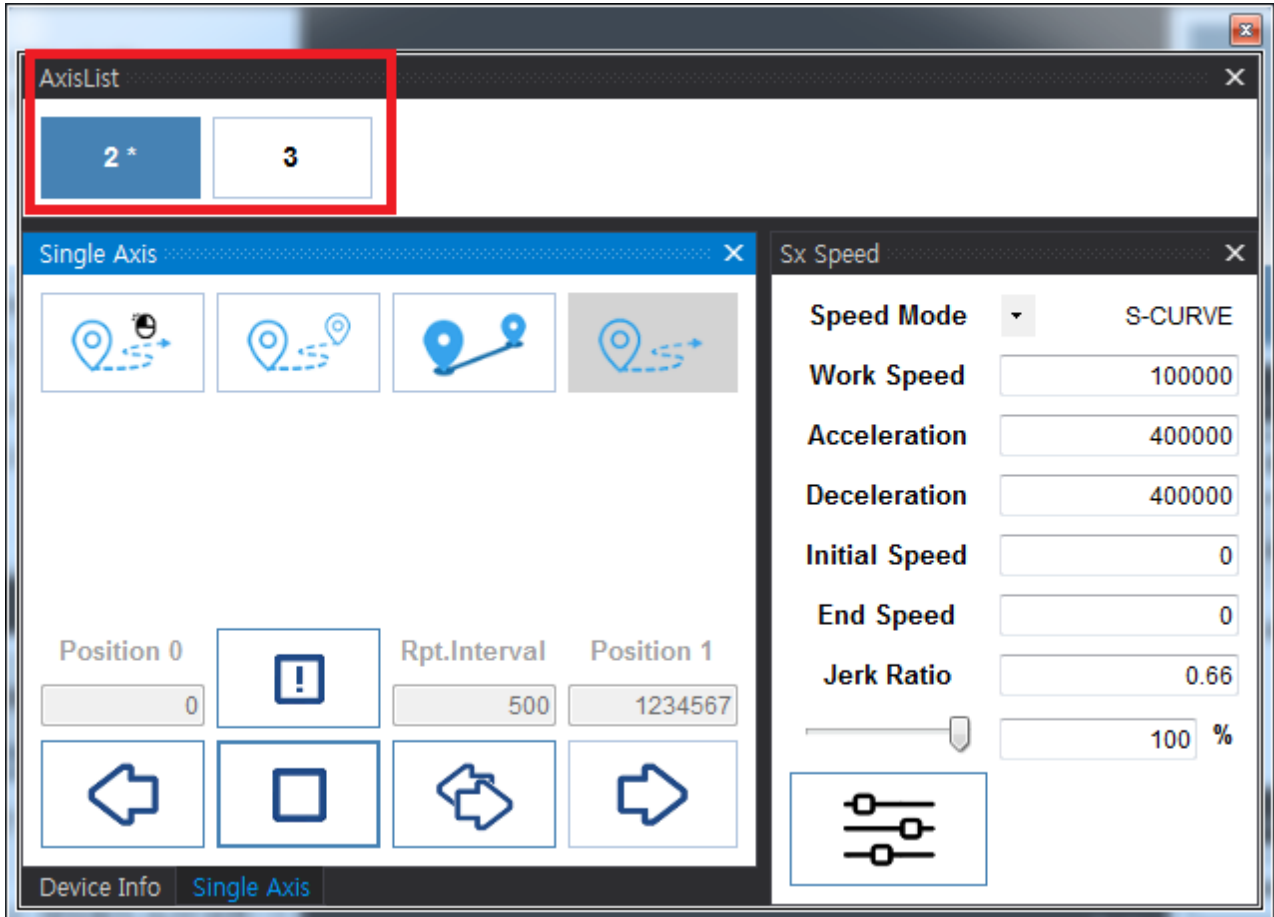 AxisList
2 * 3
Single Axis
Position 0 Rpt.Interval Position 1
0 500 1234567
Device Info Single Axis
Sx Speed
Speed Mode S-CURVE
Work Speed 100000
Acceleration 400000
Deceleration 400000
Initial Speed 0
End Speed 0
Jerk Ratio 0.66
100 %